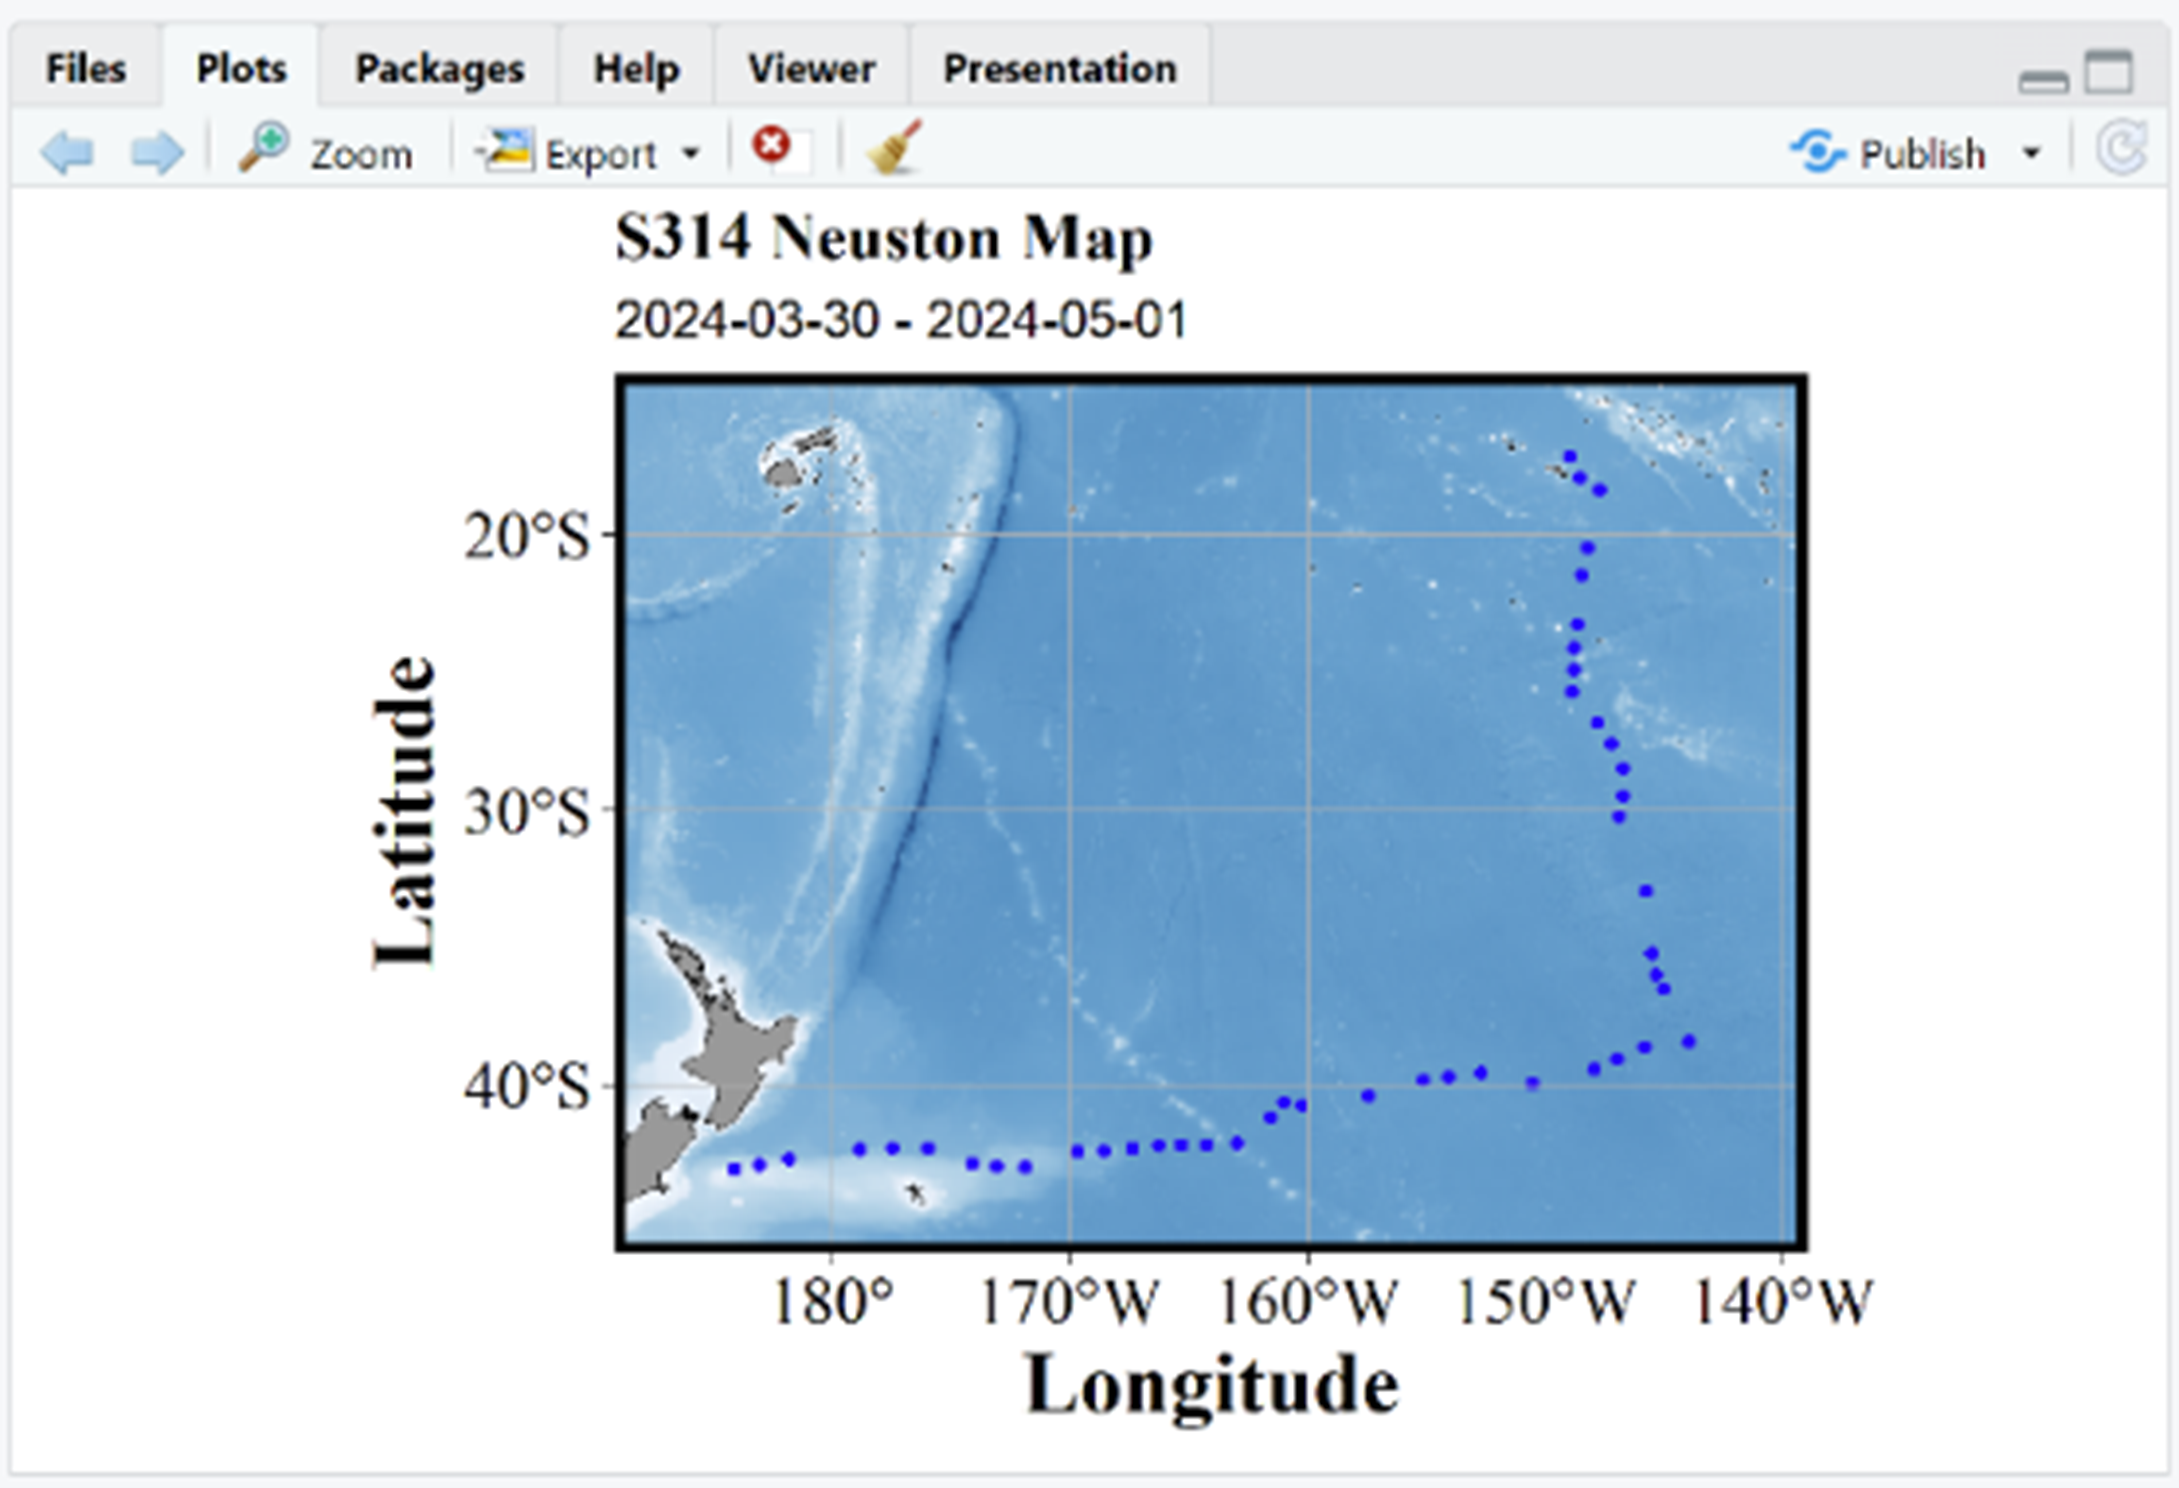 Files Plots Packages Help Viewer Presentation
Zoom Export Publish
S314 Neuston Map
2024-03-30 - 2024-05-01
Latitude
20°S
30°S
40°S
180° 170°W 160°W 150°W 140°W
Longitude